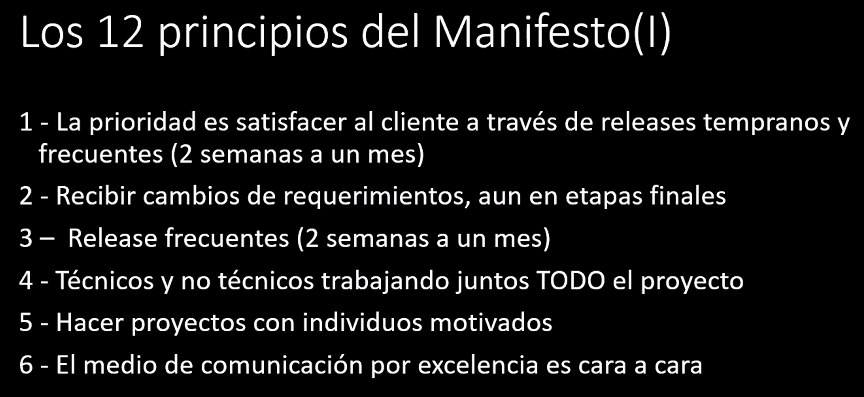 Los 12 principios del Manifesto(I)
1 - La prioridad es satisfacer al cliente a través de releases tempranos y
frecuentes (2 semanas a un mes)
2 - Recibir cambios de requerimientos, aun en etapas finales
3 – Release frecuentes (2 semanas a un mes)
4 - Técnicos y no técnicos trabajando juntos TODO el proyecto
5 - Hacer proyectos con individuos motivados
6 - El medio de comunicación por excelencia es cara a cara